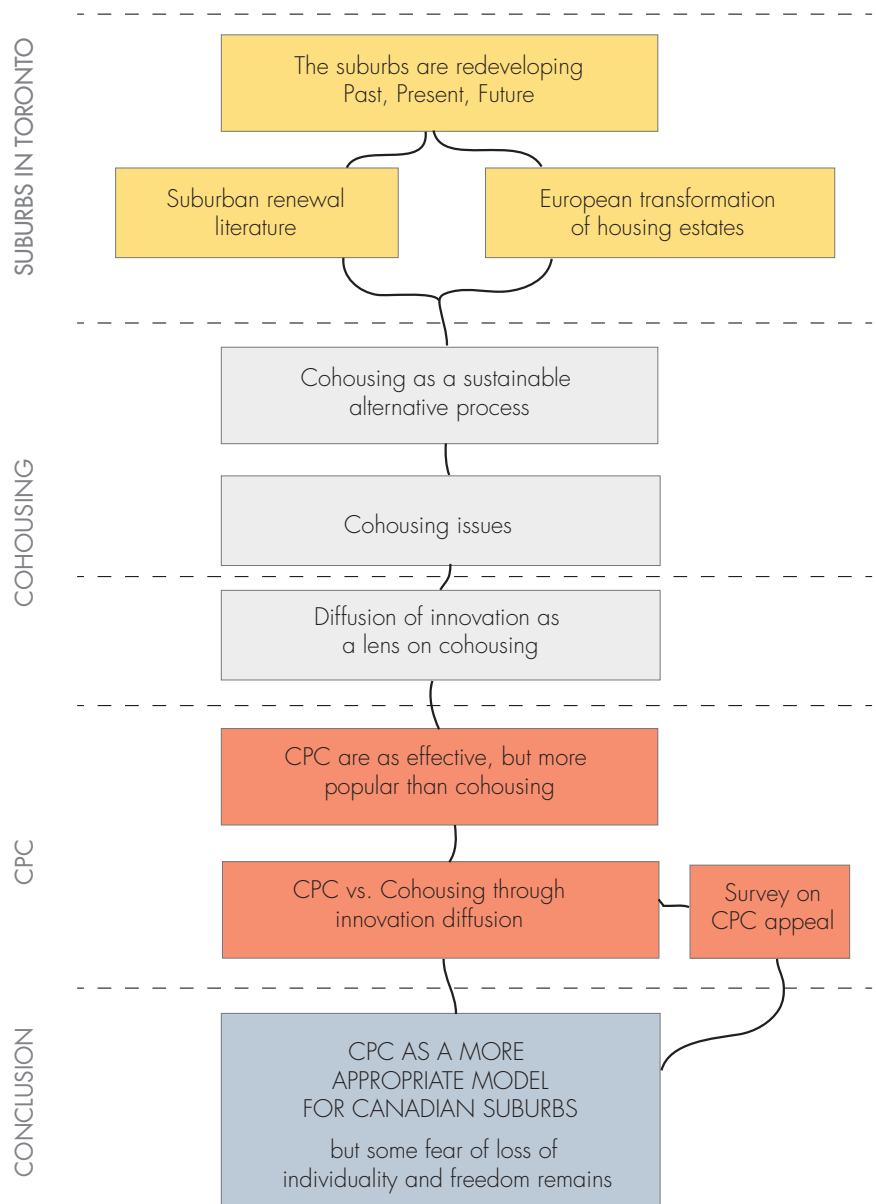 SUBURBS IN TORONTO
The suburbs are redeveloping
Past, Present, Future
Suburban renewal
literature
European transformation
of housing estates
COHOUSING
Cohousing as a sustainable
alternative process
Cohousing issues
Diffusion of innovation as
a lens on cohousing
CPC
CPC are as effective, but more
popular than cohousing
CPC vs. Cohousing through
innovation diffusion
Survey on
CPC appeal
CONCLUSION
CPC AS A MORE
APPROPRIATE MODEL
FOR CANADIAN SUBURBS
but some fear of loss of
individuality and freedom remains